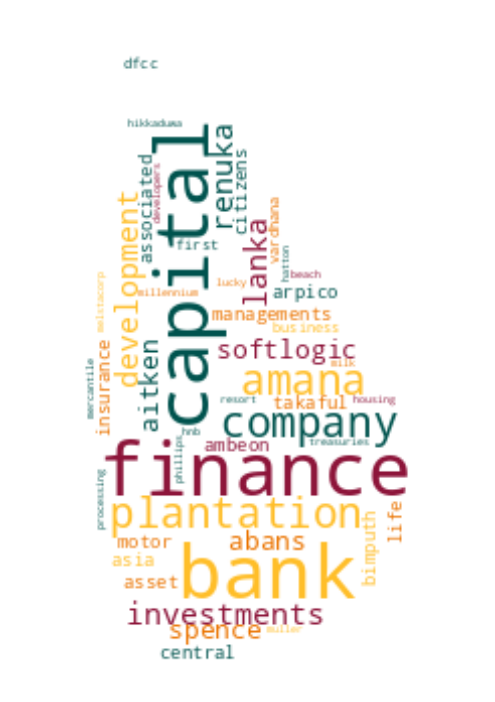 dfcc
hikkaduwa
capital
renuka
associated
developers
citizens
development
first
lanka
vardhana
hatton
beach
melstacorp
millennium
lucky
arpico
managements
business
insurance
aitken
mercantile
softlogic
milk
amana
resort
takaful
housing
company
hnb
phillips
ambeon
treasuries
finance
processing
plantation
life
bimputh
motor
abans
asia
bank
asset
investments
spence
muller
central